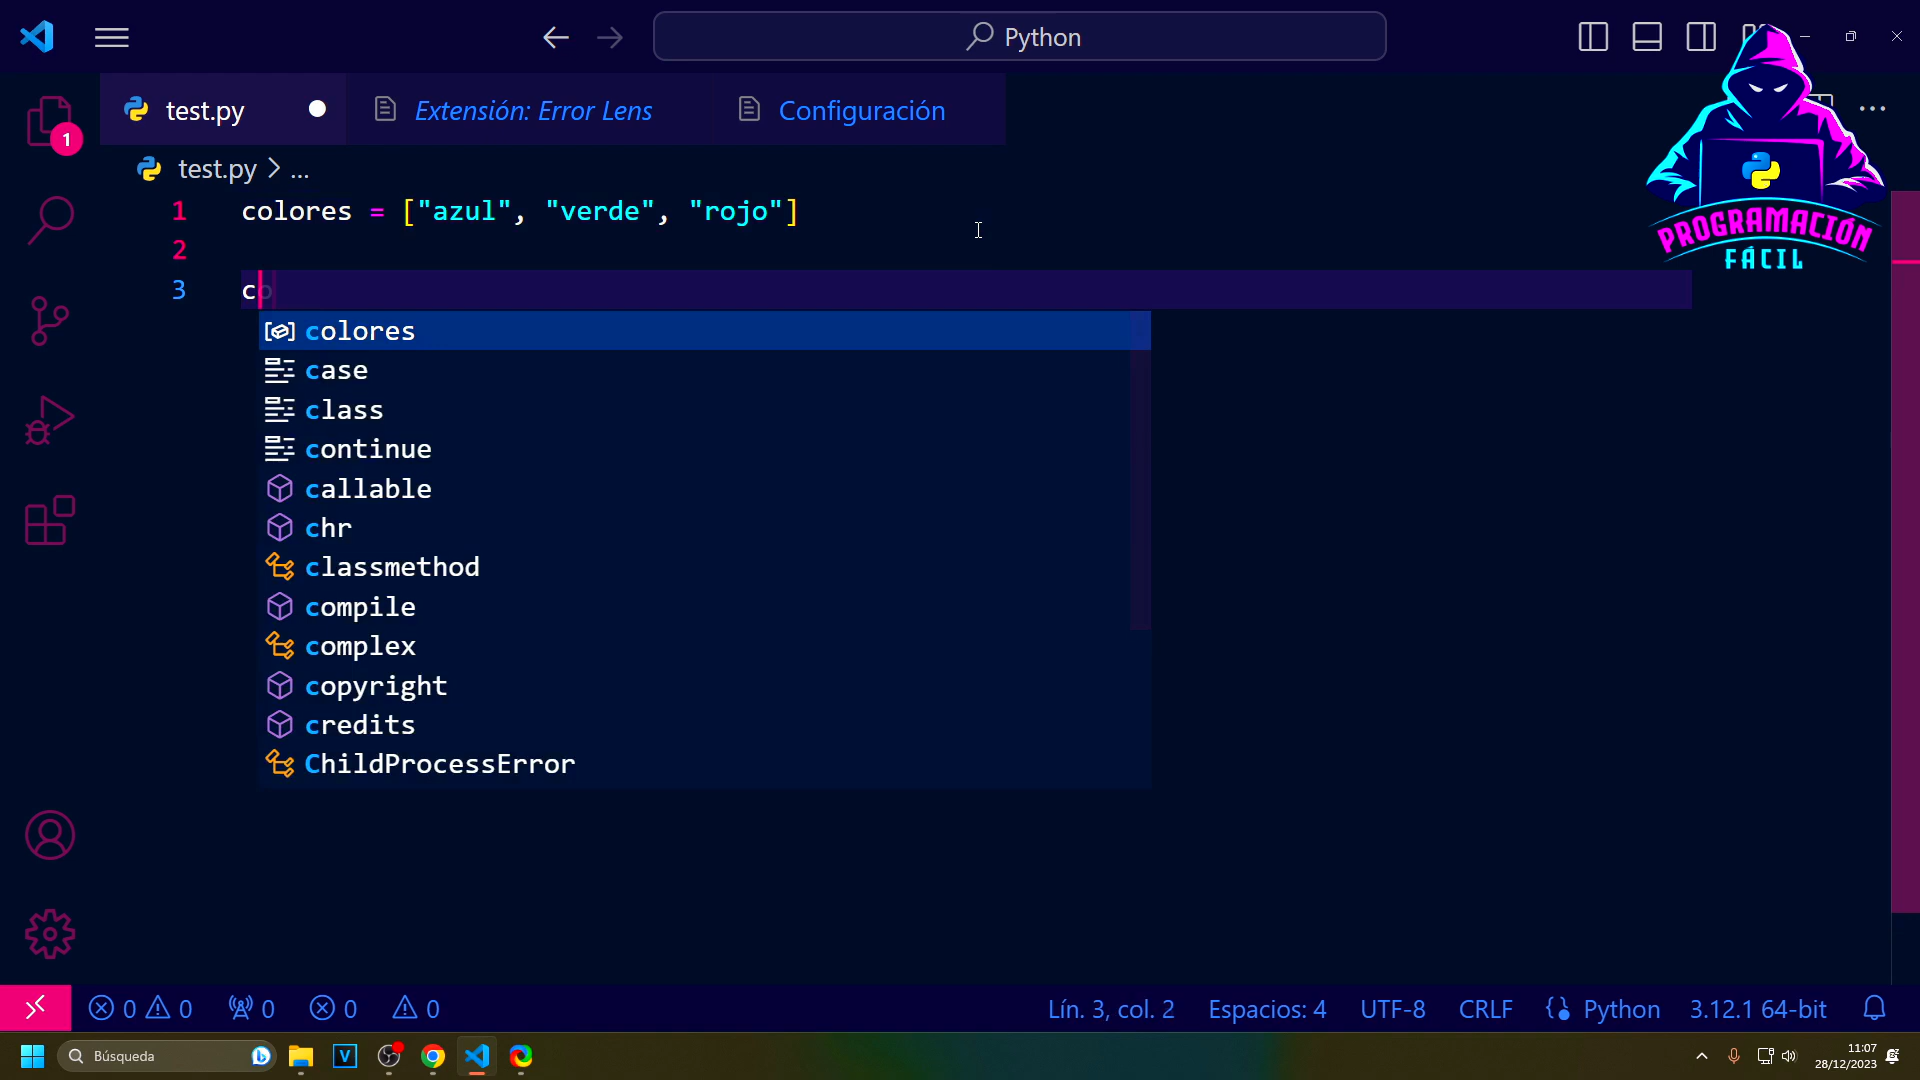 Python
test.py
Extensión: Error Lens
Configuración
1
test.py > ...
1 colores = ["azul", "verde", "rojo"]
2
3 co
colores
case
class
continue
callable
chr
classmethod
compile
complex
copyright
credits
ChildProcessError
PROGRAMACIÓN
FÁCIL
0 0 0 0 0
Lín. 3, col. 2 Espacios: 4 UTF-8 CRLF Python 3.12.1 64-bit
Búsqueda
V
11:07
28/12/2023